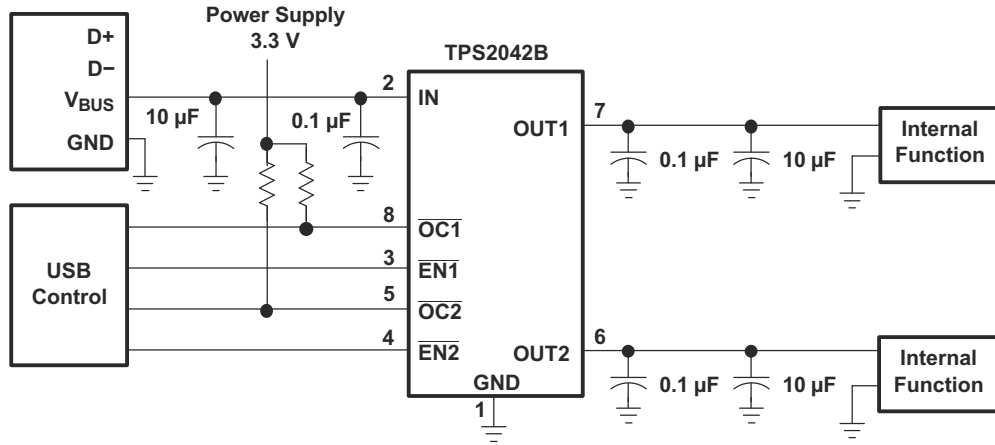 Power Supply
3.3 V
TPS2042B
D+
D−
V_BUS
GND
10 µF
0.1 µF
2
IN
7
OUT1
0.1 µF
10 µF
Internal
Function
USB
Control
8
OC1
3
EN1
5
OC2
4
EN2
6
OUT2
GND
1
0.1 µF
10 µF
Internal
Function